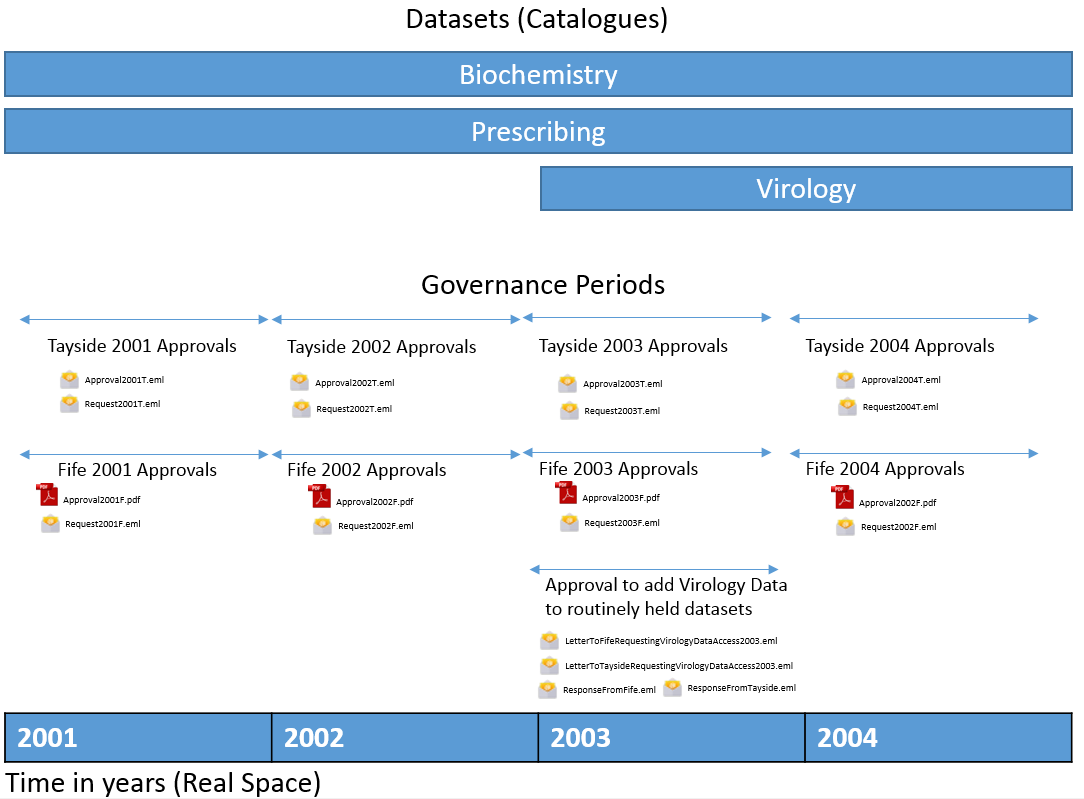 Datasets (Catalogues)
Biochemistry
Prescribing
Virology
Governance Periods
Tayside 2001 Approvals
Approval2001T.eml
Request2001T.eml
Tayside 2002 Approvals
Approval2002T.eml
Request2002T.eml
Tayside 2003 Approvals
Approval2003T.eml
Request2003T.eml
Tayside 2004 Approvals
Approval2004T.eml
Request2004T.eml
Fife 2001 Approvals
PDF
Approval2001F.pdf
Request2001F.eml
Fife 2002 Approvals
PDF
Approval2002F.pdf
Request2002F.eml
Fife 2003 Approvals
PDF
Approval2003F.pdf
Request2003F.eml
Fife 2004 Approvals
PDF
Approval2002F.pdf
Request2002F.eml
Approval to add Virology Data
to routinely held datasets
LetterToFifeRequestingVirologyDataAccess2003.eml
LetterToTaysideRequestingVirologyDataAccess2003.eml
ResponseFromFife.eml
ResponseFromTayside.eml
2001
2002
2003
2004
Time in years (Real Space)